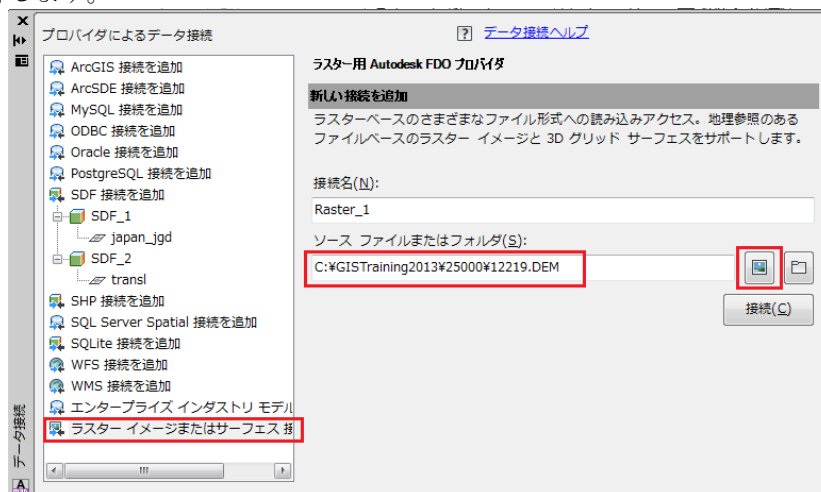 します。
プロバイダによるデータ接続
? データ接続ヘルプ
ArcGIS 接続を追加
ArcSDE 接続を追加
MySQL 接続を追加
ODBC 接続を追加
Oracle 接続を追加
PostgreSQL 接続を追加
SDF 接続を追加
SDF_1
japan_jgd
SDF_2
transl
SHP 接続を追加
SQL Server Spatial 接続を追加
SQLite 接続を追加
WFS 接続を追加
WMS 接続を追加
エンタープライズ インダストリ モデル
ラスター イメージまたはサーフェス 接
ラスター用 Autodesk FDO プロバイダ
新しい接続を追加
ラスターベースのさまざまなファイル形式への読み込みアクセス。地理参照のある
ファイルベースのラスター イメージと 3D グリッド サーフェスをサポートします。
接続名(N):
Raster_1
ソース ファイルまたはフォルダ(S):
C:¥GISTraining2013¥25000¥12219.DEM
接続(C)
データ接続